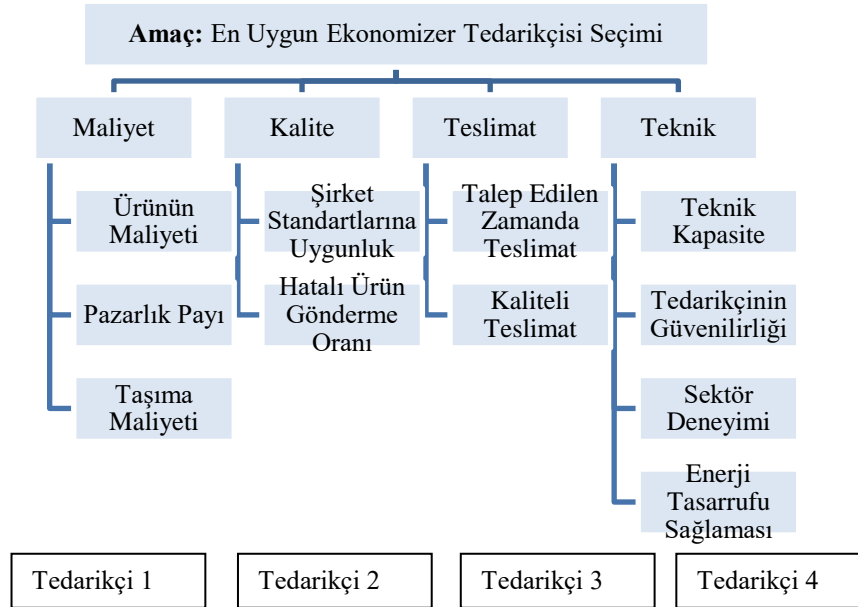 Amaç: En Uygun Ekonomizer Tedarikçisi Seçimi
Maliyet
Kalite
Teslimat
Teknik
Ürünün
Maliyeti
Pazarlık Payı
Taşıma
Maliyeti
Şirket
Standartlarına
Uygunluk
Hatalı Ürün
Gönderme
Oranı
Talep Edilen
Zamanda
Teslimat
Kaliteli
Teslimat
Teknik
Kapasite
Tedarikçinin
Güvenilirliği
Sektör
Deneyimi
Enerji
Tasarrufu
Sağlaması
Tedarikçi 1
Tedarikçi 2
Tedarikçi 3
Tedarikçi 4